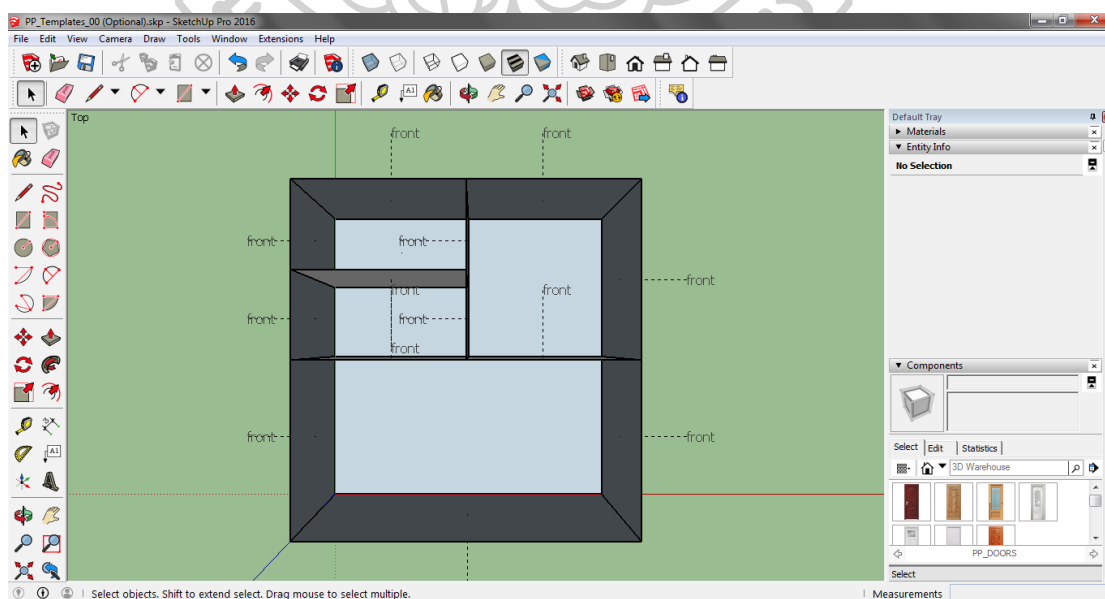 PP_Templates_00 (Optional).skp - SketchUp Pro 2016
File Edit View Camera Draw Tools Window Extensions Help
A1
Top
Default Tray
Materials
Entity Info
No Selection
front front
front front
front
front front
front front
front
front front
A1
Components
Select Edit Statistics
3D Warehouse
PP_DOORS
Select
Select objects. Shift to extend select. Drag mouse to select multiple.
Measurements